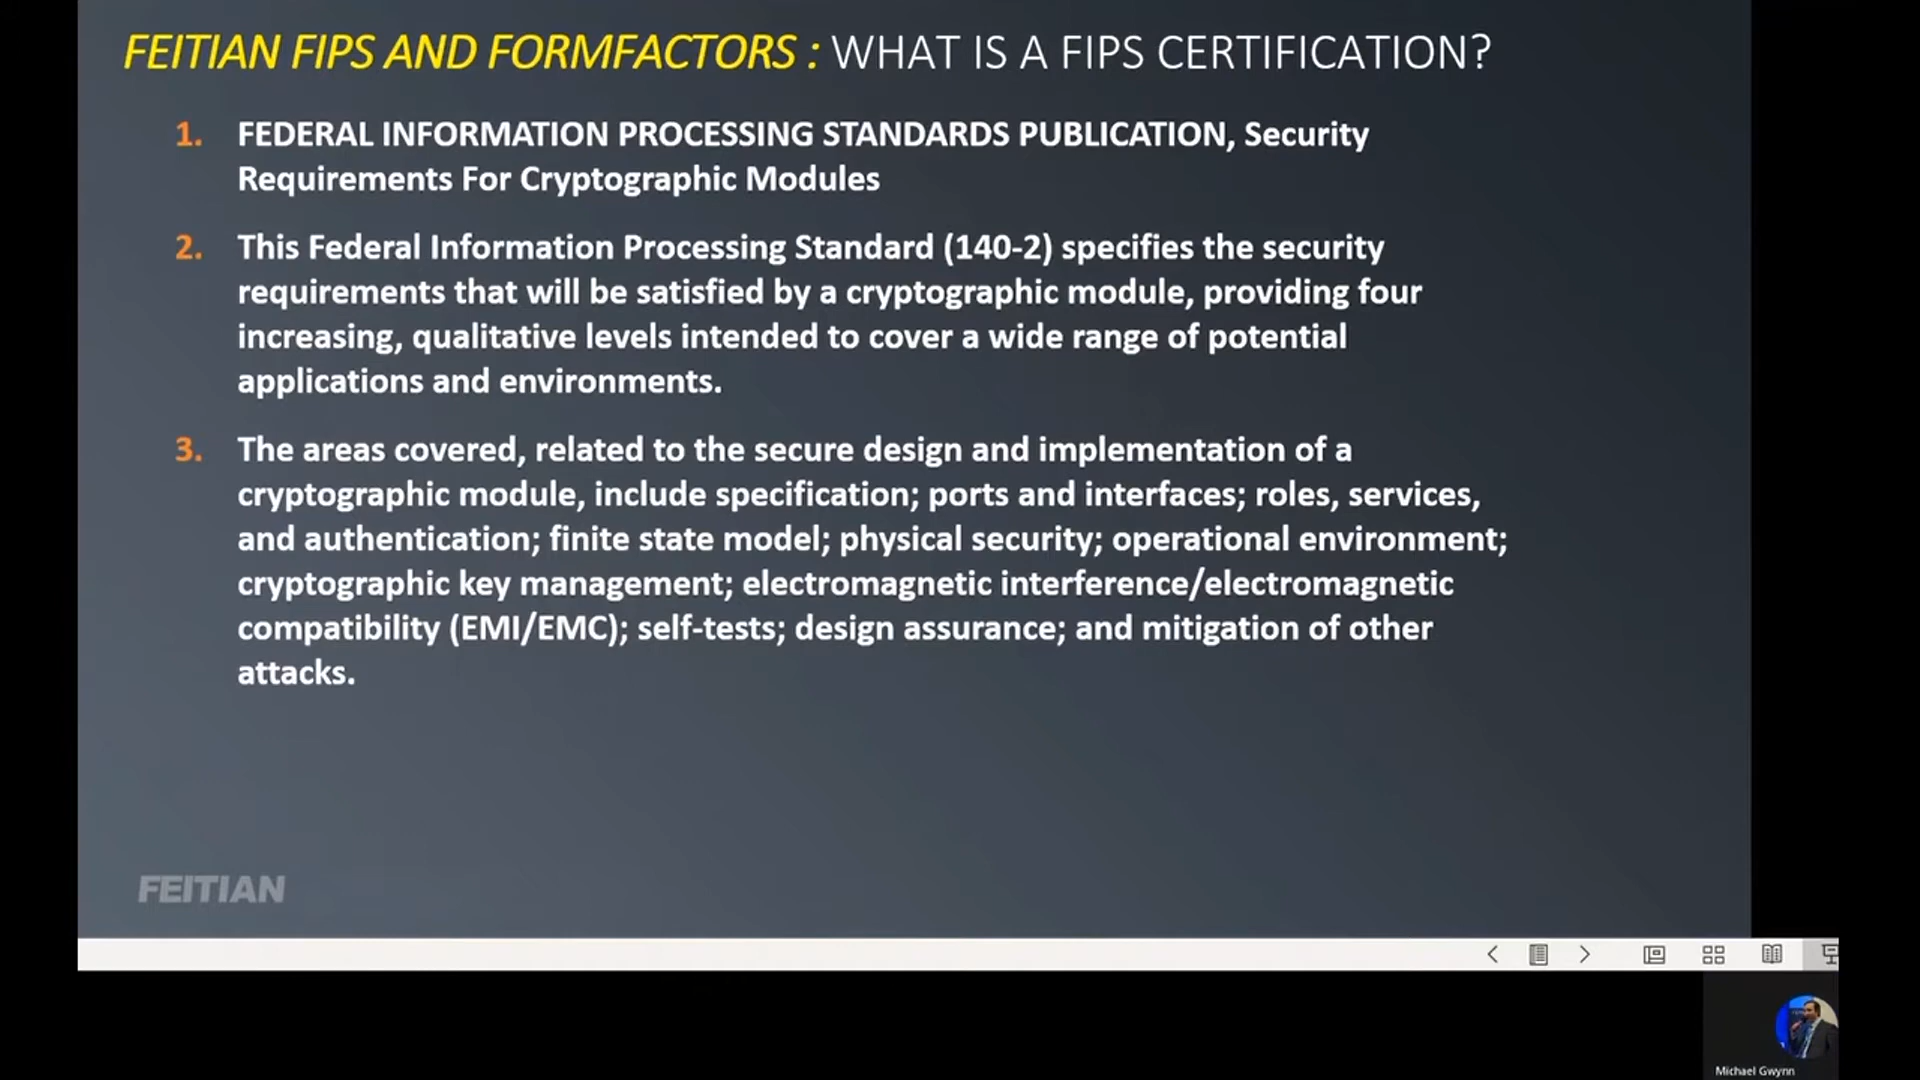 FEITIAN FIPS AND FORMFACTORS : WHAT IS A FIPS CERTIFICATION?
1. FEDERAL INFORMATION PROCESSING STANDARDS PUBLICATION, Security
Requirements For Cryptographic Modules
2. This Federal Information Processing Standard (140-2) specifies the security
requirements that will be satisfied by a cryptographic module, providing four
increasing, qualitative levels intended to cover a wide range of potential
applications and environments.
3. The areas covered, related to the secure design and implementation of a
cryptographic module, include specification; ports and interfaces; roles, services,
and authentication; finite state model; physical security; operational environment;
cryptographic key management; electromagnetic interference/electromagnetic
compatibility (EMI/EMC); self-tests; design assurance; and mitigation of other
attacks.
FEITIAN
Michael Gwynn